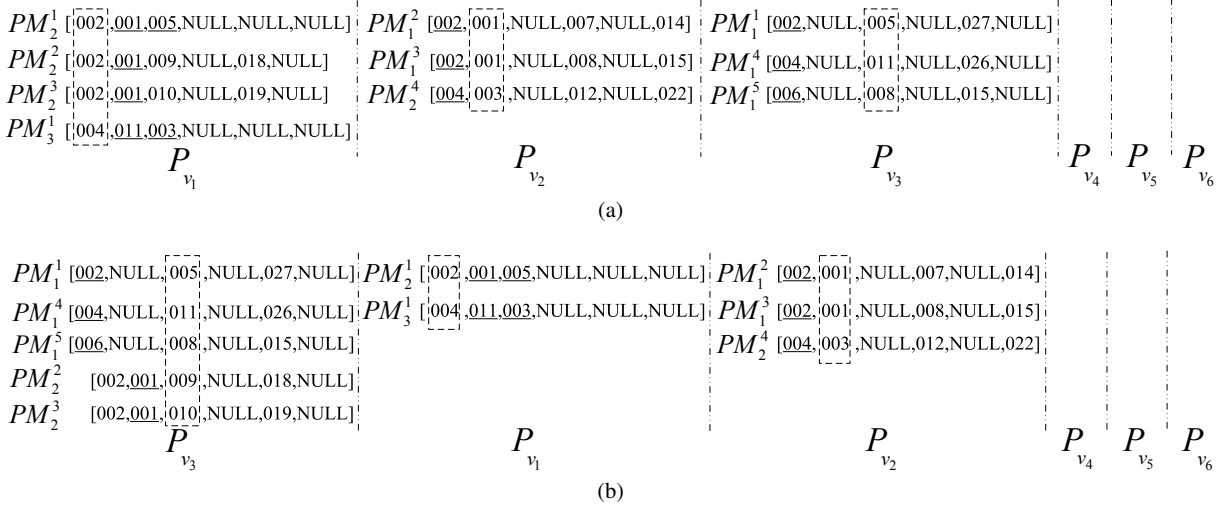 PM_2^1 [002,001,005,NULL,NULL,NULL] PM_1^2 [002,001,NULL,007,NULL,014] PM_1^1 [002,NULL,005,NULL,027,NULL]
PM_2^2 [002,001,009,NULL,018,NULL] PM_1^3 [002,001,NULL,008,NULL,015] PM_1^4 [004,NULL,011,NULL,026,NULL]
PM_2^3 [002,001,010,NULL,019,NULL] PM_2^4 [004,003,NULL,012,NULL,022] PM_1^5 [006,NULL,008,NULL,015,NULL]
PM_3^1 [004,011,003,NULL,NULL,NULL]
P_{v_1} P_{v_2} P_{v_3} P_{v_4} P_{v_5} P_{v_6}
(a)
PM_1^1 [002,NULL,005,NULL,027,NULL] PM_2^1 [002,001,005,NULL,NULL,NULL] PM_1^2 [002,001,NULL,007,NULL,014]
PM_1^4 [004,NULL,011,NULL,026,NULL] PM_3^1 [004,011,003,NULL,NULL,NULL] PM_1^3 [002,001,NULL,008,NULL,015]
PM_1^5 [006,NULL,008,NULL,015,NULL] PM_2^4 [004,003,NULL,012,NULL,022]
PM_2^2 [002,001,009,NULL,018,NULL]
PM_2^3 [002,001,010,NULL,019,NULL]
P_{v_3} P_{v_1} P_{v_2} P_{v_4} P_{v_5} P_{v_6}
(b)